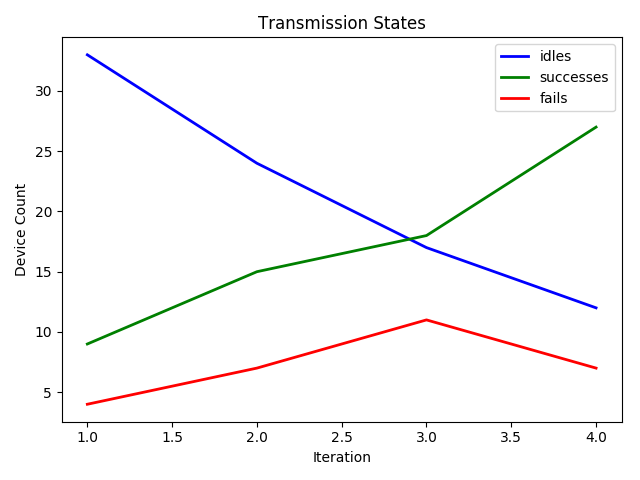 Transmission States
idles
successes
fails
Device Count
30
25
20
15
10
5
1.0 1.5 2.0 2.5 3.0 3.5 4.0
Iteration